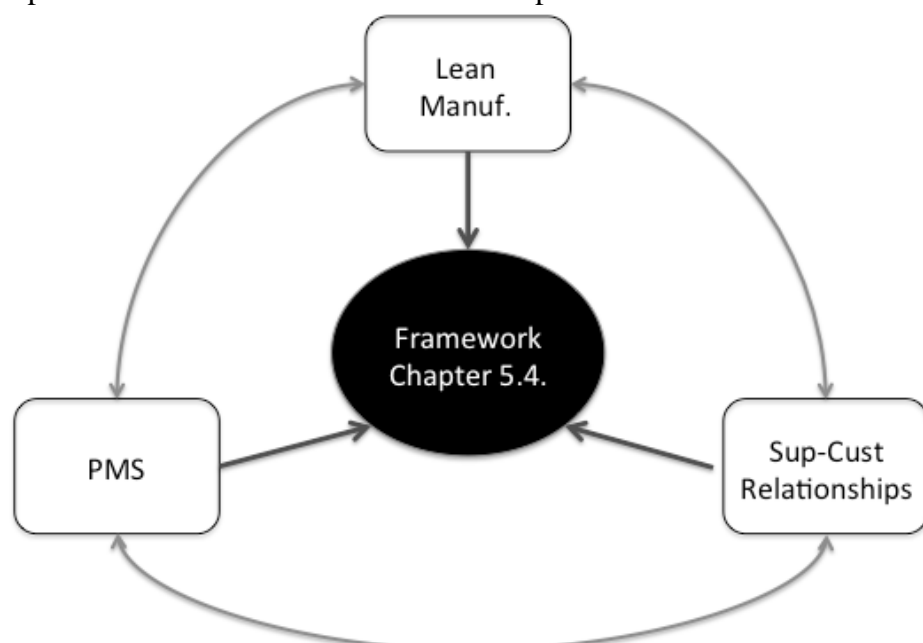 Lean
Manuf.
Framework
Chapter 5.4.
PMS
Sup-Cust
Relationships